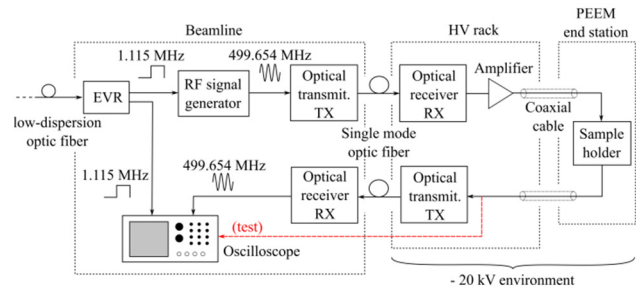 Beamline
HV rack
PEEM
end station
1.115 MHz
499.654 MHz
EVR
RF signal
generator
Optical
transmit.
TX
Optical
receiver
RX
Amplifier
Coaxial
cable
low-dispersion
optic fiber
Single mode
optic fiber
Sample
holder
1.115 MHz
499.654 MHz
Optical
receiver
RX
Optical
transmit.
TX
(test)
Oscilloscope
- 20 kV environment